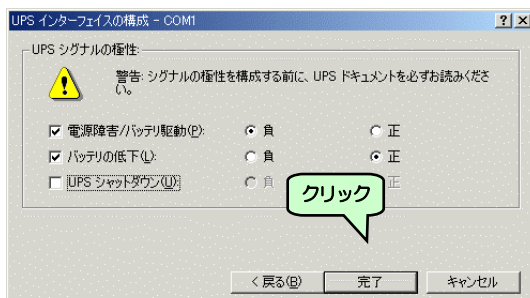 UPS インターフェイスの構成 - COM1
UPS シグナルの極性:
警告: シグナルの極性を構成する前に、UPS ドキュメントを必ずお読みくださ
い。
電源障害/バッテリ駆動(P): 負 正
バッテリの低下(L): 負 正
UPS シャットダウン(U): 負 正
クリック
< 戻る(B) 完了 キャンセル